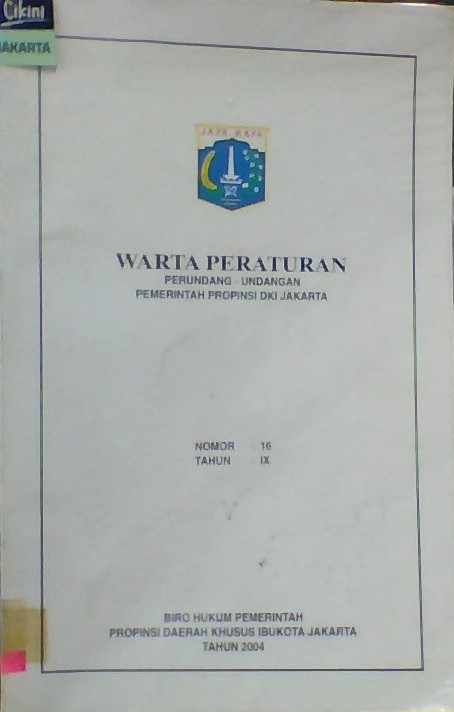 Cikini
JAKARTA
JAYA RAYA
WARTA PERATURAN
PERUNDANG - UNDANGAN
PEMERINTAH PROPINSI DKI JAKARTA
NOMOR : 16
TAHUN : IX
BIRO HUKUM PEMERINTAH
PROPINSI DAERAH KHUSUS IBUKOTA JAKARTA
TAHUN 2004